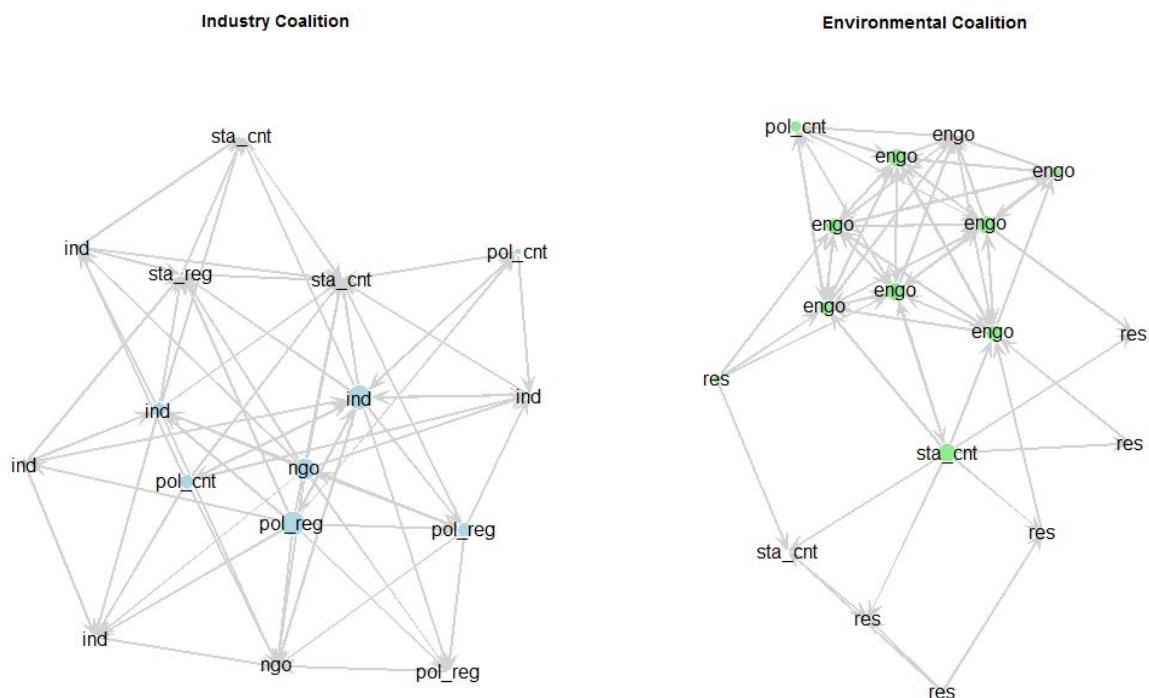 Industry Coalition
sta_cnt
ind
sta_reg
sta_cnt
pol_cnt
ind
ind
ind
ind
pol_cnt
ngo
pol_reg
pol_reg
ind
ngo
pol_reg
Environmental Coalition
pol_cnt
engo
engo
engo
engo
engo
engo
engo
engo
res
res
sta_cnt
res
sta_cnt
res
res
res